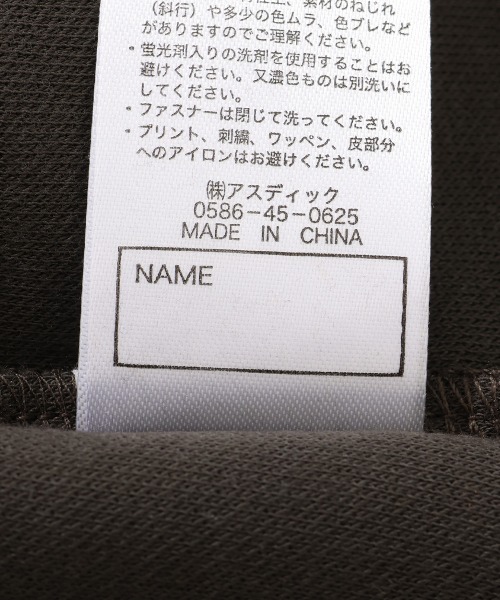 素材のねじれ
(斜行)や多少の色ムラ、色ブレなど
がありますのでご理解ください。
・蛍光剤入りの洗剤を使用することはお
避けください。又濃色ものは別洗いに
してください。
・ファスナーは閉じて洗ってください。
・プリント、刺繍、ワッペン、皮部分
へのアイロンはお避けください。
㈱アスディック
0586-45-0625
MADE IN CHINA
NAME